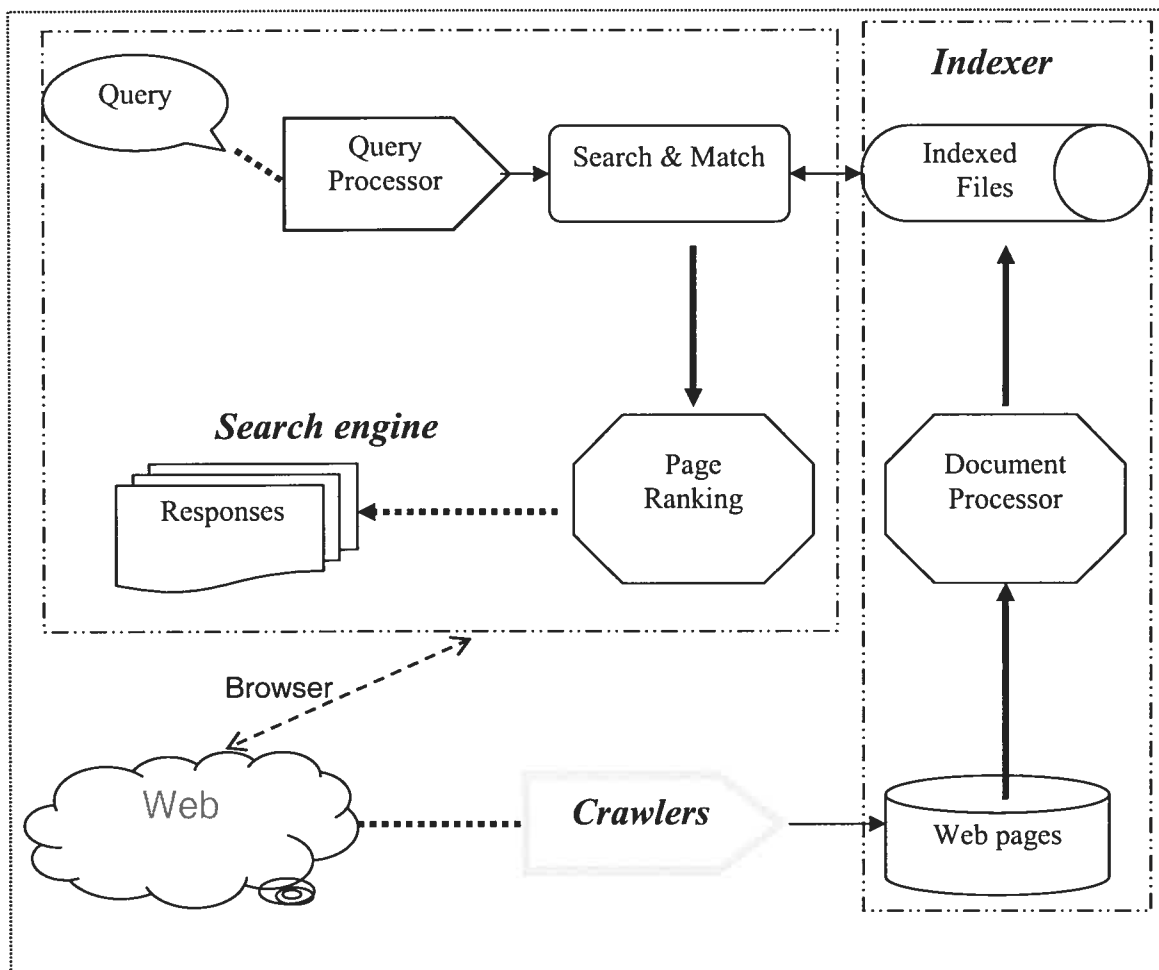 Indexer
Query
Query
Processor
Search & Match
Indexed
Files
Search engine
Responses
Page
Ranking
Document
Processor
Browser
Web
Crawlers
Web pages